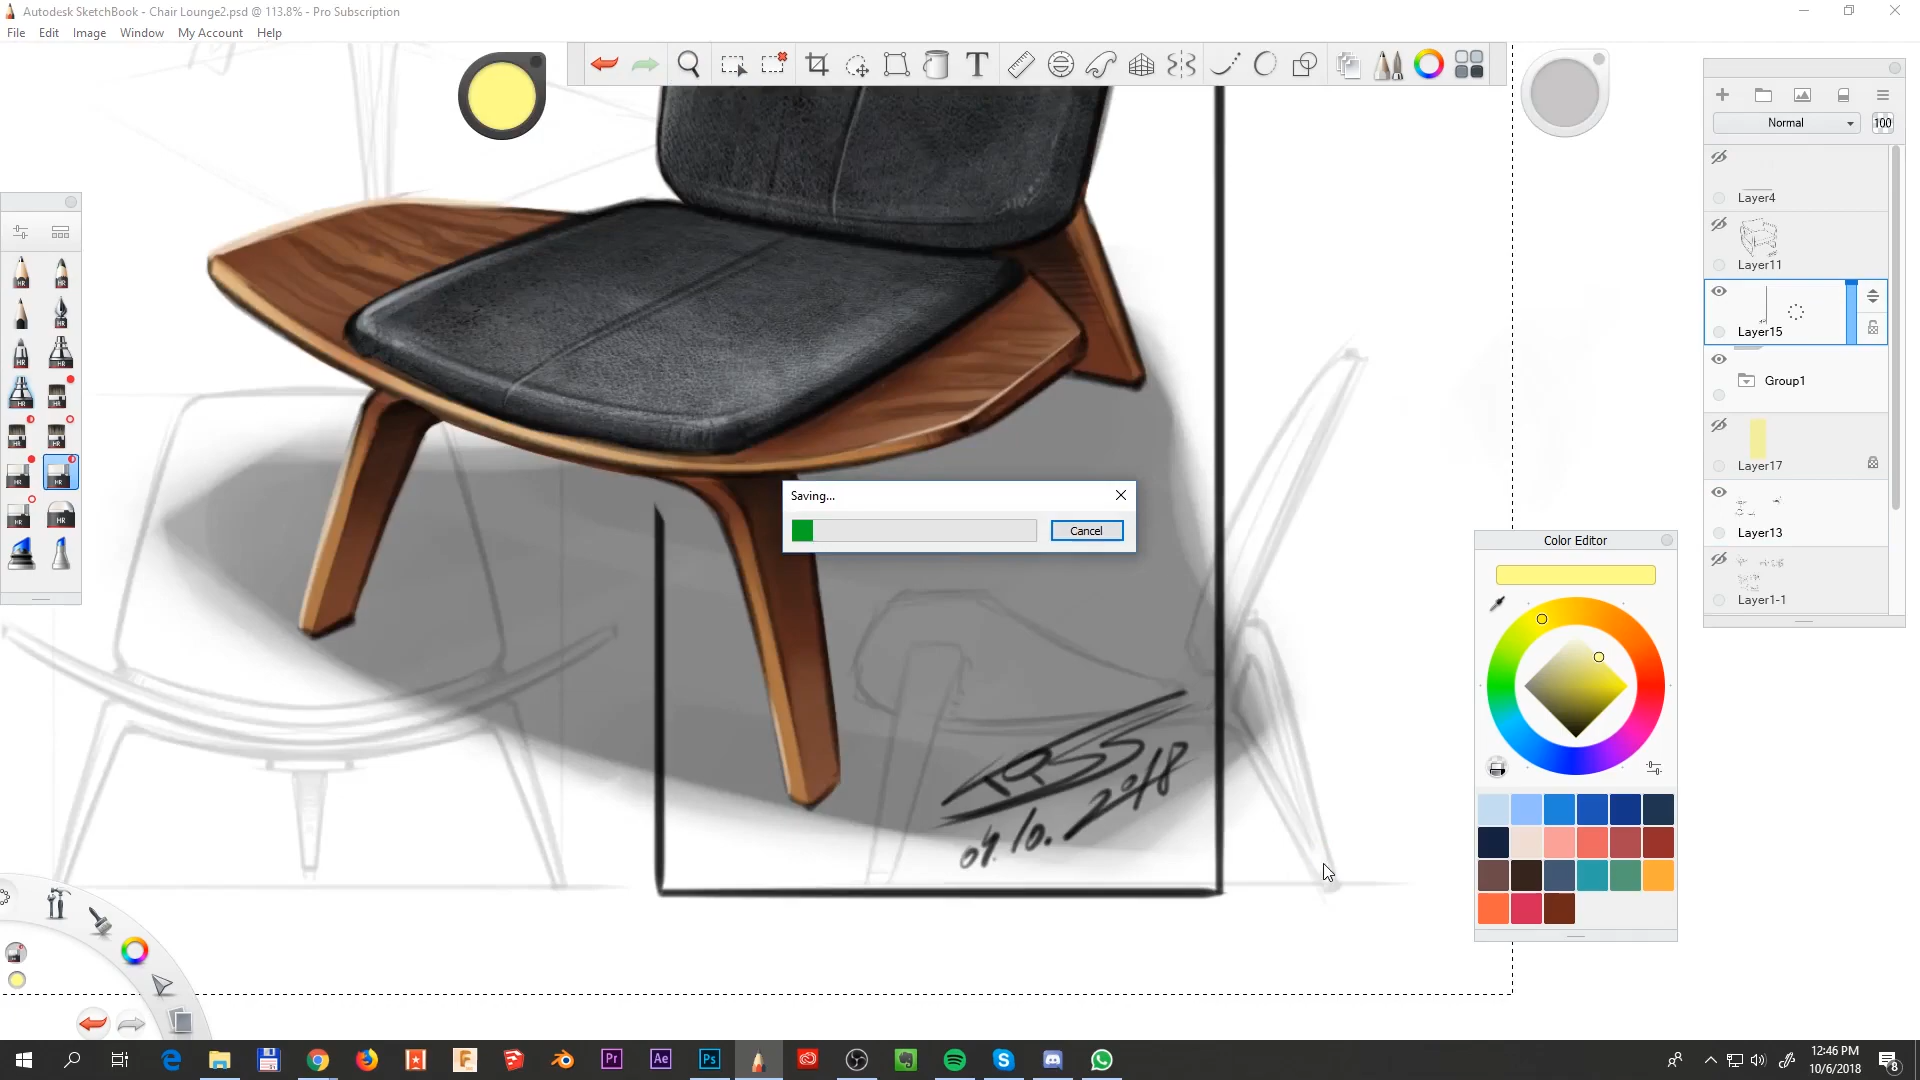 Autodesk SketchBook - Chair Lounge2.psd @ 113.8% - Pro Subscription
File Edit Image Window My Account Help
Normal 100
Layer4
Layer11
Layer15
Group1
Layer17
Layer13
Layer1-1
Saving...
Cancel
Color Editor
09.10.2018
12:46 PM
10/6/2018
8